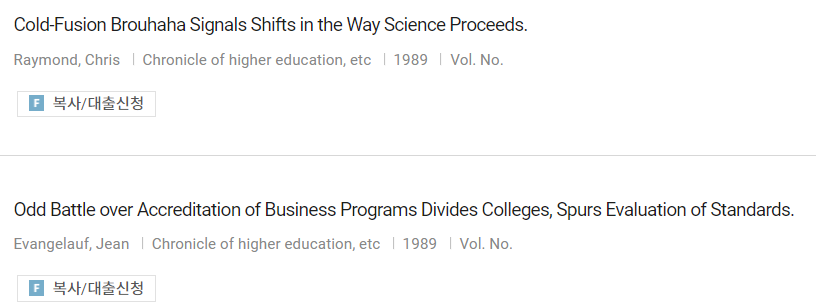 Cold-Fusion Brouhaha Signals Shifts in the Way Science Proceeds.
Raymond, Chris | Chronicle of higher education, etc | 1989 | Vol. No.
F 복사/대출신청
Odd Battle over Accreditation of Business Programs Divides Colleges, Spurs Evaluation of Standards.
Evangelauf, Jean | Chronicle of higher education, etc | 1989 | Vol. No.
F 복사/대출신청